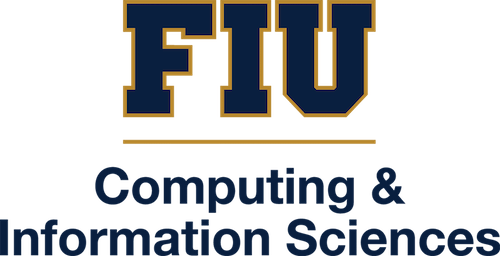 FIU
Computing &
Information Sciences